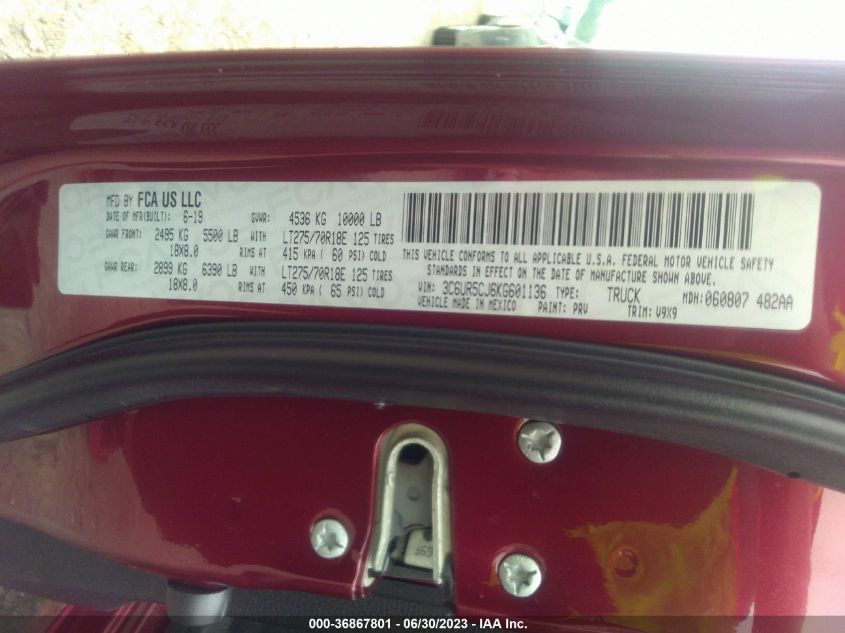 MFD BY FCA US LLC
DATE OF MFR(BUILT): 6-19 GVWR: 4536 KG 10000 LB
GAWR FRONT: 2495 KG 5500 LB WITH LT275/70R18E 125 TIRES
18X8.0 RIMS AT 415 KPA ( 60 PSI) COLD
GAWR REAR: 2899 KG 6390 LB WITH LT275/70R18E 125 TIRES
18X8.0 RIMS AT 450 KPA ( 65 PSI) COLD
THIS VEHICLE CONFORMS TO ALL APPLICABLE U.S.A. FEDERAL MOTOR VEHICLE SAFETY
STANDARDS IN EFFECT ON THE DATE OF MANUFACTURE SHOWN ABOVE.
VIN: 3C6UR5CJ6KG601136 TYPE: TRUCK MDH: 060807 482AA
VEHICLE MADE IN MEXICO PAINT: PRV TRIM: V9X9
000-36867801 - 06/30/2023 - IAA Inc.